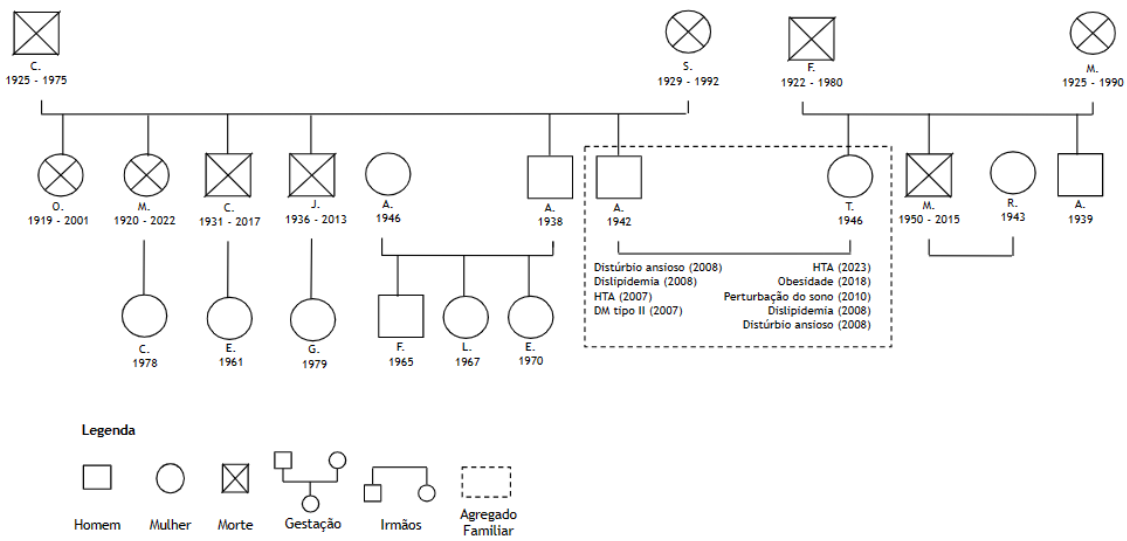 C.
1925 - 1975
S.
1929 - 1992
F.
1922 - 1980
M.
1925 - 1990
O.
1919 - 2001
M.
1920 - 2022
C.
1931 - 2017
J.
1936 - 2013
A.
1946
A.
1938
A.
1942
T.
1946
M.
1950 - 2015
R.
1943
A.
1939
Distúrbio ansioso (2008)
Dislipidemia (2008)
HTA (2007)
DM tipo II (2007)
HTA (2023)
Obesidade (2018)
Perturbação do sono (2010)
Dislipidemia (2008)
Distúrbio ansioso (2008)
C.
1978
E.
1961
G.
1979
F.
1965
L.
1967
E.
1970
Legenda
Homem
Mulher
Morte
Gestação
Irmãos
Agregado
Familiar